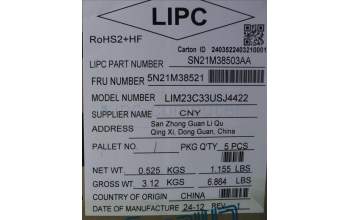 LIPC
RoHS2+HF
Carton ID 2403522403210001
LIPC PART NUMBER SN21M38503AA
FRU NUMBER 5N21M38521
MODEL NUMBER LIM23C33USJ4422
SUPPLIER NAME CNY
ADDRESS San Zhong Guan Li Qu
Qing Xi, Dong Guan, China
PALLET NO / PKG Q'TY 5 PCS
NET WT 0.525 KGS 1.155 LBS
GROSS WT 3.12 KGS 6.864 LBS
COUNTRY OF ORIGIN CHINA
DATE OF MANUFACTURE 24-12 REV.